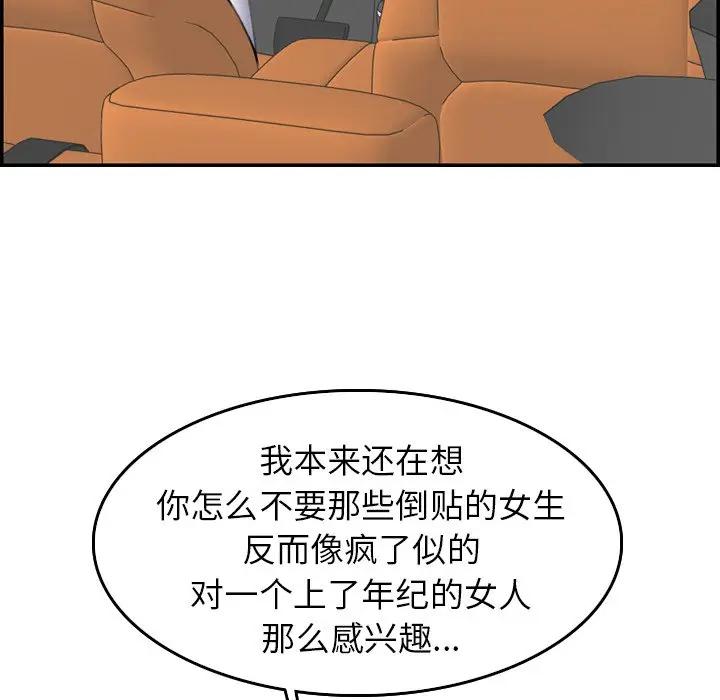 我本来还在想
你怎么不要那些倒贴的女生
反而像疯了似的
对一个上了年纪的女人
那么感兴趣...